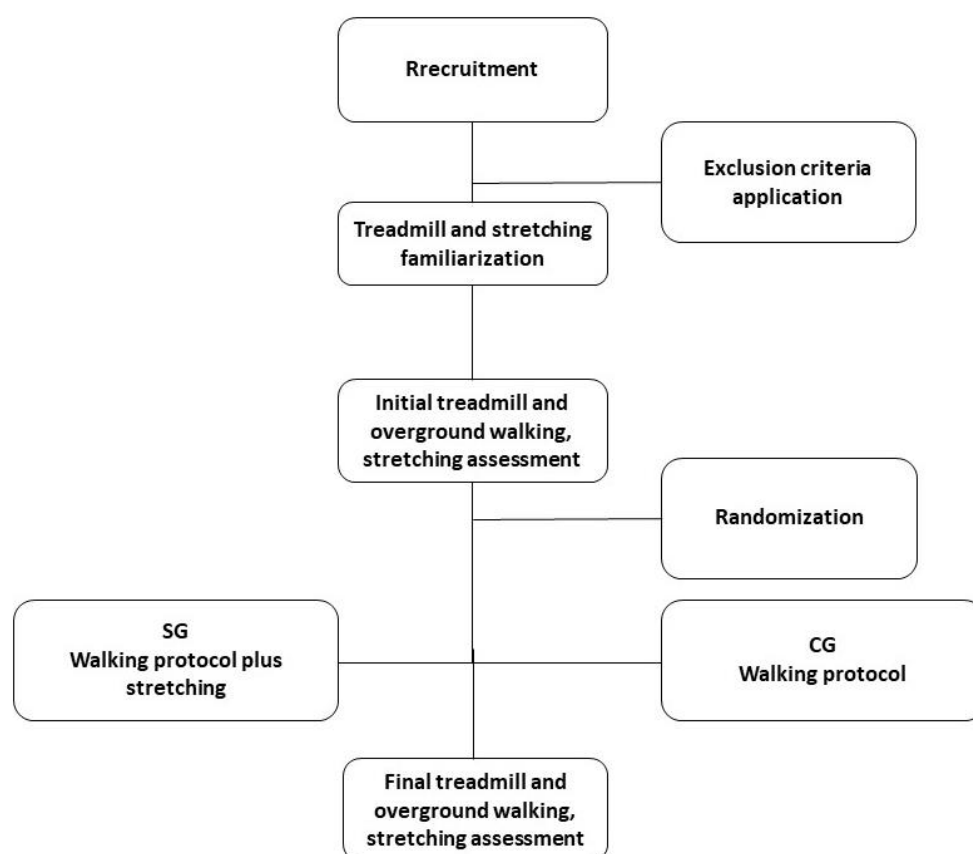 Rrecruitment
Exclusion criteria
application
Treadmill and stretching
familiarization
Initial treadmill and
overground walking,
stretching assessment
Randomization
SG
Walking protocol plus
stretching
CG
Walking protocol
Final treadmill and
overground walking,
stretching assessment